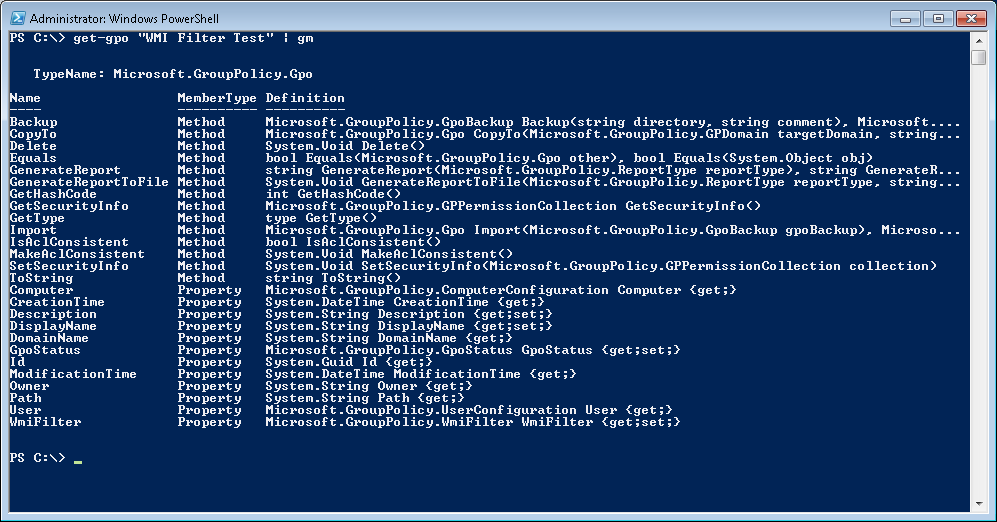 Administrator: Windows PowerShell
PS C:\> get-gpo "WMI Filter Test" | gm
TypeName: Microsoft.GroupPolicy.Gpo
Name MemberType Definition
---- ---------- ----------
Backup Method Microsoft.GroupPolicy.GpoBackup Backup(string directory, string comment), Microsoft....
CopyTo Method Microsoft.GroupPolicy.Gpo CopyTo(Microsoft.GroupPolicy.GPDomain targetDomain, string...
Delete Method System.Void Delete()
Equals Method bool Equals(Microsoft.GroupPolicy.Gpo other), bool Equals(System.Object obj)
GenerateReport Method string GenerateReport(Microsoft.GroupPolicy.ReportType reportType), string GenerateR...
GenerateReportToFile Method System.Void GenerateReportToFile(Microsoft.GroupPolicy.ReportType reportType, string...
GetHashCode Method int GetHashCode()
GetSecurityInfo Method Microsoft.GroupPolicy.GPPermissionCollection GetSecurityInfo()
GetType Method type GetType()
Import Method Microsoft.GroupPolicy.Gpo Import(Microsoft.GroupPolicy.GpoBackup gpoBackup), Microso...
IsAclConsistent Method bool IsAclConsistent()
MakeAclConsistent Method System.Void MakeAclConsistent()
SetSecurityInfo Method System.Void SetSecurityInfo(Microsoft.GroupPolicy.GPPermissionCollection collection)
ToString Method string ToString()
Computer Property Microsoft.GroupPolicy.ComputerConfiguration Computer {get;}
CreationTime Property System.DateTime CreationTime {get;}
Description Property System.String Description {get;set;}
DisplayName Property System.String DisplayName {get;set;}
DomainName Property System.String DomainName {get;}
GpoStatus Property Microsoft.GroupPolicy.GpoStatus GpoStatus {get;set;}
Id Property System.Guid Id {get;}
ModificationTime Property System.DateTime ModificationTime {get;}
Owner Property System.String Owner {get;}
Path Property System.String Path {get;}
User Property Microsoft.GroupPolicy.UserConfiguration User {get;}
WmiFilter Property Microsoft.GroupPolicy.WmiFilter WmiFilter {get;set;}
PS C:\> _